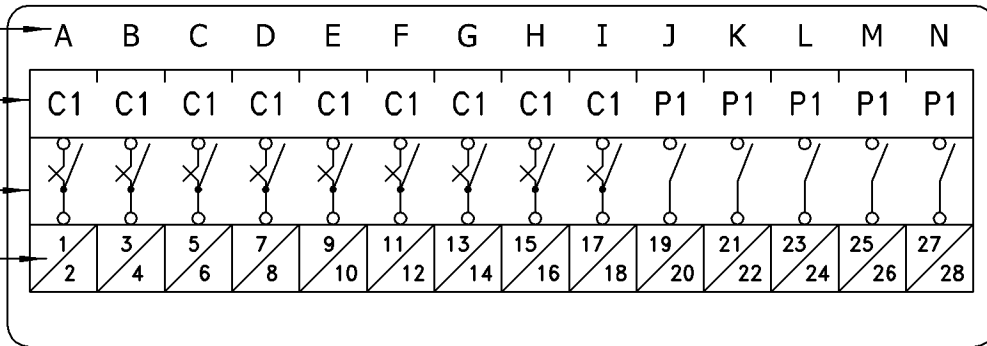 A B C D E F G H I J K L M N
C1 C1 C1 C1 C1 C1 C1 C1 C1 P1 P1 P1 P1 P1
1 3 5 7 9 11 13 15 17 19 21 23 25 27
2 4 6 8 10 12 14 16 18 20 22 24 26 28